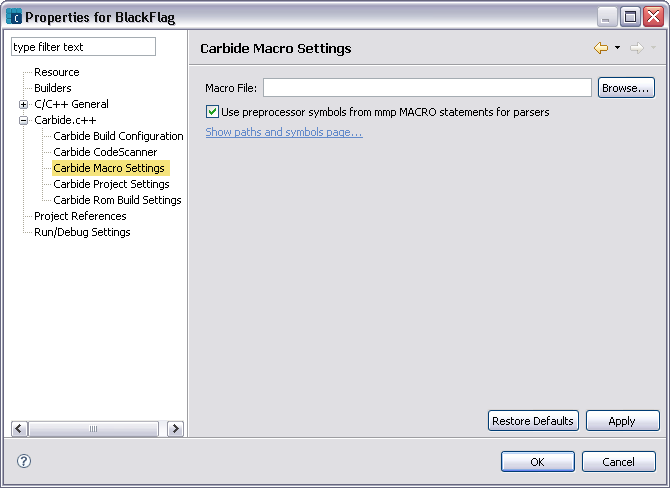 Properties for BlackFlag
type filter text
Carbide Macro Settings
Resource
Builders
C/C++ General
Carbide.c++
Carbide Build Configuration
Carbide CodeScanner
Carbide Macro Settings
Carbide Project Settings
Carbide Rom Build Settings
Project References
Run/Debug Settings
Macro File:
Browse...
Use preprocessor symbols from mmp MACRO statements for parsers
Show paths and symbols page...
Restore Defaults
Apply
?
OK
Cancel